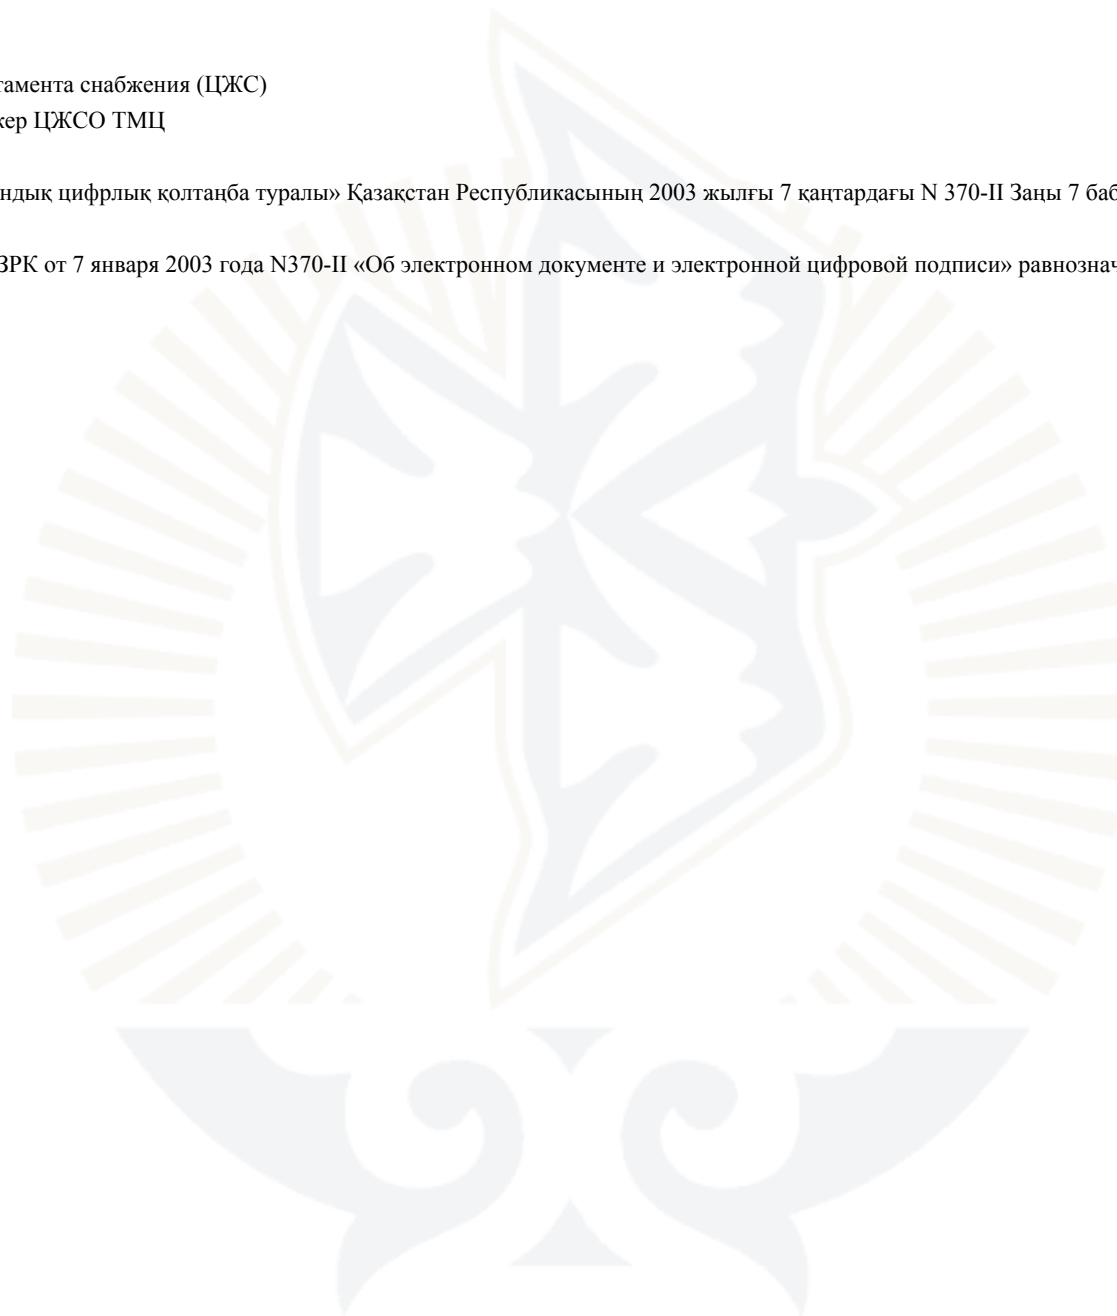 тамента снабжения (ЦЖС)
кер ЦЖСО ТМЦ
ндық цифрлық қолтаңба туралы» Қазақстан Республикасының 2003 жылғы 7 қаңтардағы N 370-II Заңы 7 баб
ЗРК от 7 января 2003 года N370-II «Об электронном документе и электронной цифровой подписи» равнознач